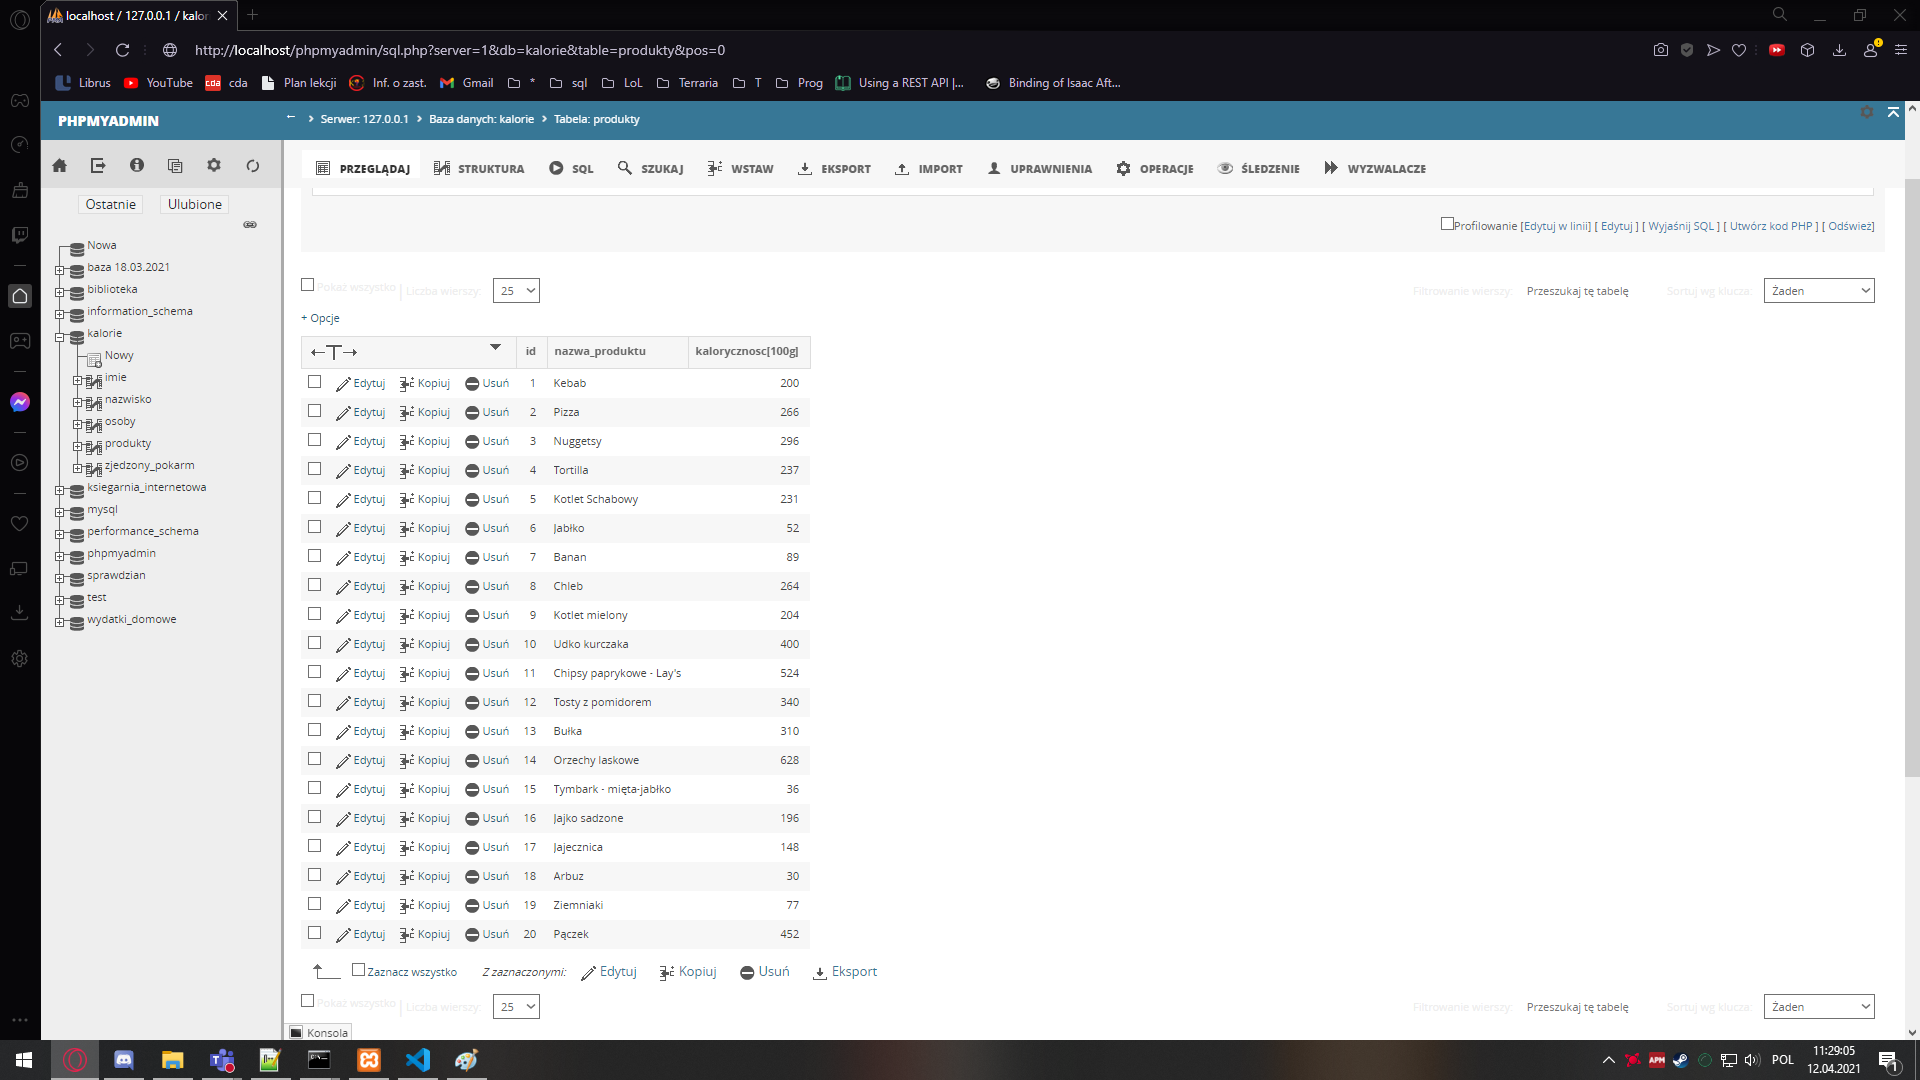 localhost / 127.0.0.1 / kalor
http://localhost/phpmyadmin/sql.php?server=1&db=kalorie&table=produkty&pos=0
Librus YouTube cda Plan lekcji Inf. o zast. Gmail * sql LoL Terraria T Prog Using a REST API |... Binding of Isaac Aft...
PHPMYADMIN
Serwer: 127.0.0.1 Baza danych: kalorie Tabela: produkty
PRZEGLĄDAJ STRUKTURA SQL SZUKAJ WSTAW EKSPORT IMPORT UPRAWNIENIA OPERACJE ŚLEDZENIE WYZWALACZE
Ostatnie Ulubione
Nowa
baza 18.03.2021
biblioteka
information_schema
kalorie
Nowy
imie
nazwisko
osoby
produkty
zjedzony_pokarm
ksiegarnia_internetowa
mysql
performance_schema
phpmyadmin
sprawdzian
test
wydatki_domowe
Profilowanie [Edytuj w linii] [ Edytuj ] [ Wyjaśnij SQL ] [ Utwórz kod PHP ] [ Odśwież]
Pokaż wszystko | Liczba wierszy: 25 Filtrowanie wierszy: Przeszukaj tę tabelę Sortuj wg klucza: Żaden
+ Opcje
←T→ id nazwa_produktu kalorycznosc[100g]
Edytuj Kopiuj Usuń 1 Kebab 200
Edytuj Kopiuj Usuń 2 Pizza 266
Edytuj Kopiuj Usuń 3 Nuggetsy 296
Edytuj Kopiuj Usuń 4 Tortilla 237
Edytuj Kopiuj Usuń 5 Kotlet Schabowy 231
Edytuj Kopiuj Usuń 6 Jabłko 52
Edytuj Kopiuj Usuń 7 Banan 89
Edytuj Kopiuj Usuń 8 Chleb 264
Edytuj Kopiuj Usuń 9 Kotlet mielony 204
Edytuj Kopiuj Usuń 10 Udko kurczaka 400
Edytuj Kopiuj Usuń 11 Chipsy paprykowe - Lay's 524
Edytuj Kopiuj Usuń 12 Tosty z pomidorem 340
Edytuj Kopiuj Usuń 13 Bułka 310
Edytuj Kopiuj Usuń 14 Orzechy laskowe 628
Edytuj Kopiuj Usuń 15 Tymbark - mięta-jabłko 36
Edytuj Kopiuj Usuń 16 Jajko sadzone 196
Edytuj Kopiuj Usuń 17 Jajecznica 148
Edytuj Kopiuj Usuń 18 Arbuz 30
Edytuj Kopiuj Usuń 19 Ziemniaki 77
Edytuj Kopiuj Usuń 20 Pączek 452
Zaznacz wszystko Z zaznaczonymi: Edytuj Kopiuj Usuń Eksport
Pokaż wszystko | Liczba wierszy: 25 Filtrowanie wierszy: Przeszukaj tę tabelę Sortuj wg klucza: Żaden
Konsola
APM POL 11:29:05
12.04.2021
1